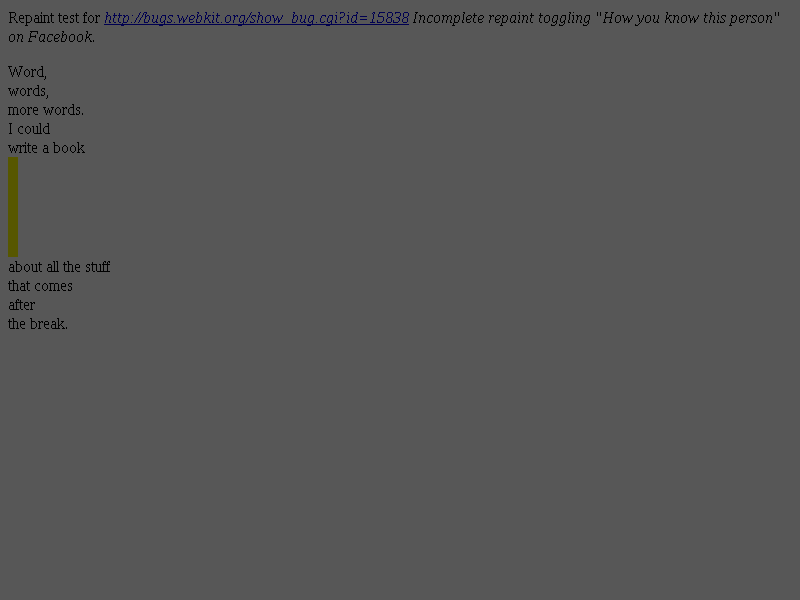 Repaint test for http://bugs.webkit.org/show_bug.cgi?id=15838 Incomplete repaint toggling "How you know this person"
on Facebook.
Word,
words,
more words.
I could
write a book
about all the stuff
that comes
after
the break.